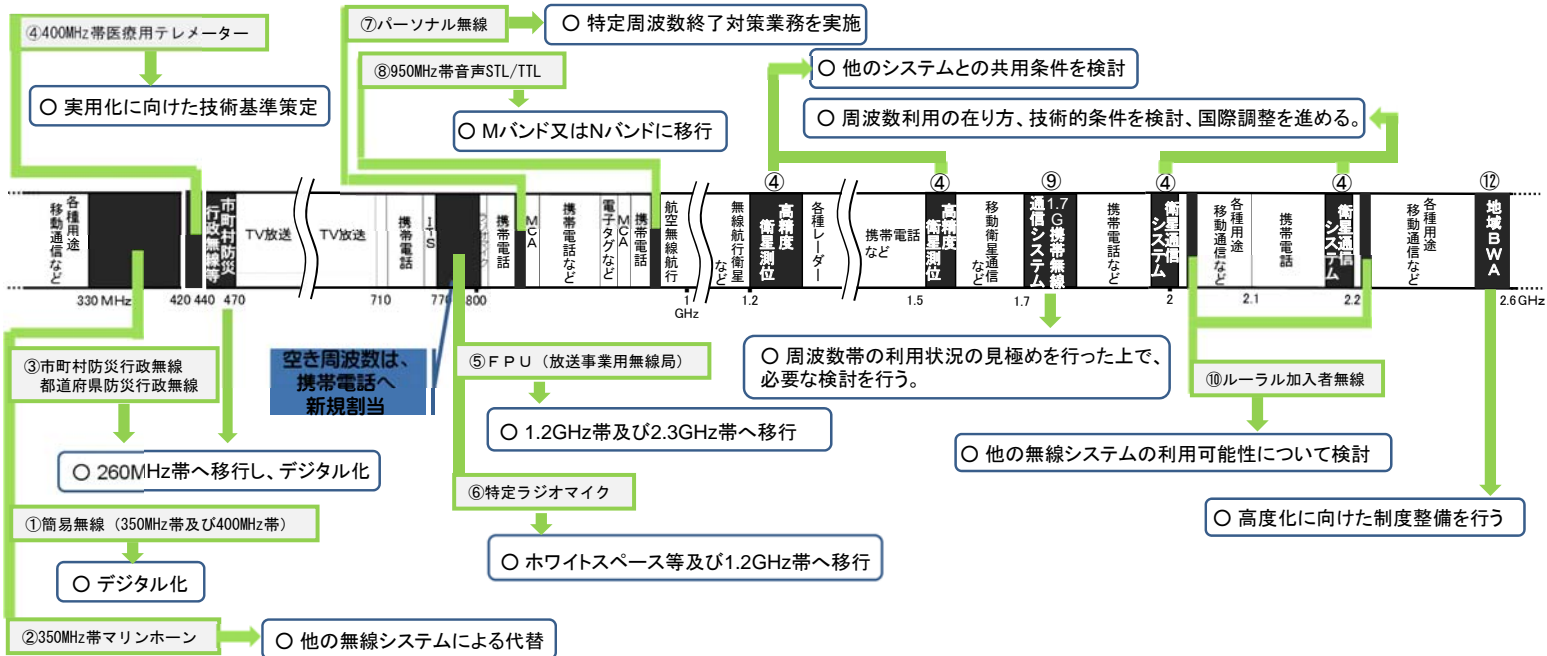 ④400MHz帯医療用テレメーター
○ 実用化に向けた技術基準策定
⑦パーソナル無線
○ 特定周波数終了対策業務を実施
⑧950MHz帯音声STL/TTL
○ Mバンド又はNバンドに移行
○ 他のシステムとの共用条件を検討
○ 周波数利用の在り方、技術的条件を検討、国際調整を進める。
④
④
⑨
④
④
⑫
各種用途
移動通信など
市町村防災
行政無線等
TV放送
TV放送
携帯電話
ITS
携帯電話
MCA
携帯電話など
電子タグなど
MCA
携帯電話
航空無線航行
無線航行衛星
など
高精度
衛星測位
各種レーダー
携帯電話
など
高精度
衛星測位
移動衛星通信
など
1.7G携帯無線
通信システム
携帯電話など
衛星通信
システム
各種用途
移動通信など
携帯電話
衛星通信
システム
各種用途
移動通信など
地域BWA
330 MHz
420
440
470
710
770
800
1
GHz
1.2
1.5
1.7
2
2.1
2.2
2.6 GHz
③市町村防災行政無線
都道府県防災行政無線
○ 260MHz帯へ移行し、デジタル化
①簡易無線（350MHz帯及び400MHz帯）
○ デジタル化
②350MHz帯マリンホーン
○ 他の無線システムによる代替
空き周波数は、
携帯電話へ
新規割当
⑤ＦＰＵ（放送事業用無線局）
○ 1.2GHz帯及び2.3GHz帯へ移行
⑥特定ラジオマイク
○ ホワイトスペース等及び1.2GHz帯へ移行
○ 周波数帯の利用状況の見極めを行った上で、
必要な検討を行う。
⑩ルーラル加入者無線
○ 他の無線システムの利用可能性について検討
○ 高度化に向けた制度整備を行う